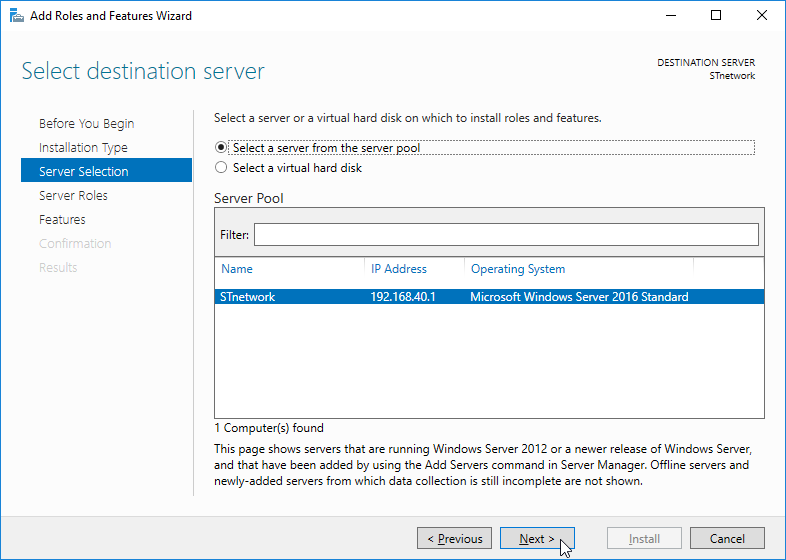 Add Roles and Features Wizard
Select destination server
DESTINATION SERVER
STnetwork
Before You Begin
Installation Type
Server Selection
Server Roles
Features
Confirmation
Results
Select a server or a virtual hard disk on which to install roles and features.
Select a server from the server pool
Select a virtual hard disk
Server Pool
Filter:
Name IP Address Operating System
STnetwork 192.168.40.1 Microsoft Windows Server 2016 Standard
1 Computer(s) found
This page shows servers that are running Windows Server 2012 or a newer release of Windows Server,
and that have been added by using the Add Servers command in Server Manager. Offline servers and
newly-added servers from which data collection is still incomplete are not shown.
< Previous Next > Install Cancel